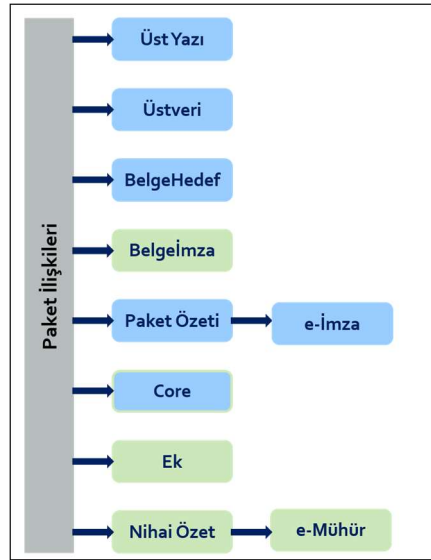 Paket İlişkileri
Üst Yazı
Üstveri
BelgeHedef
Belgeİmza
Paket Özeti
e-İmza
Core
Ek
Nihai Özet
e-Mühür